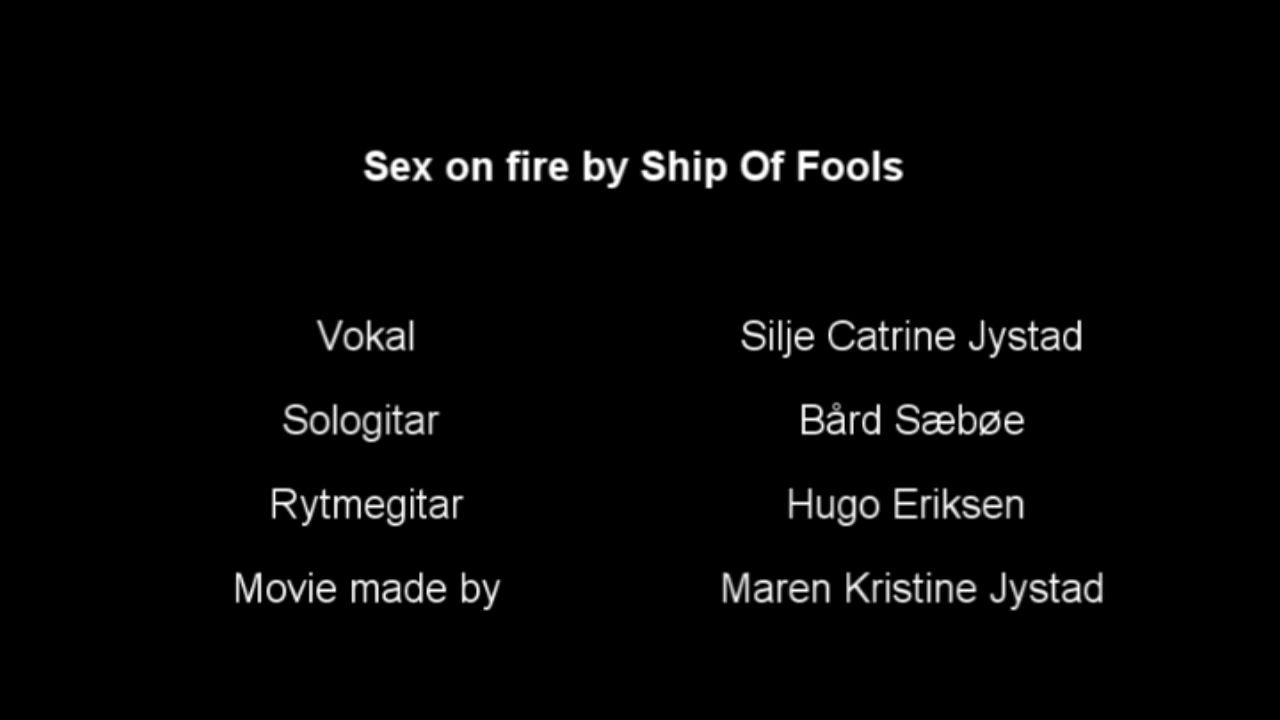 Sex on fire by Ship Of Fools
Vokal Silje Catrine Jystad
Sologitar Bård Sæbøe
Rytmegitar Hugo Eriksen
Movie made by Maren Kristine Jystad